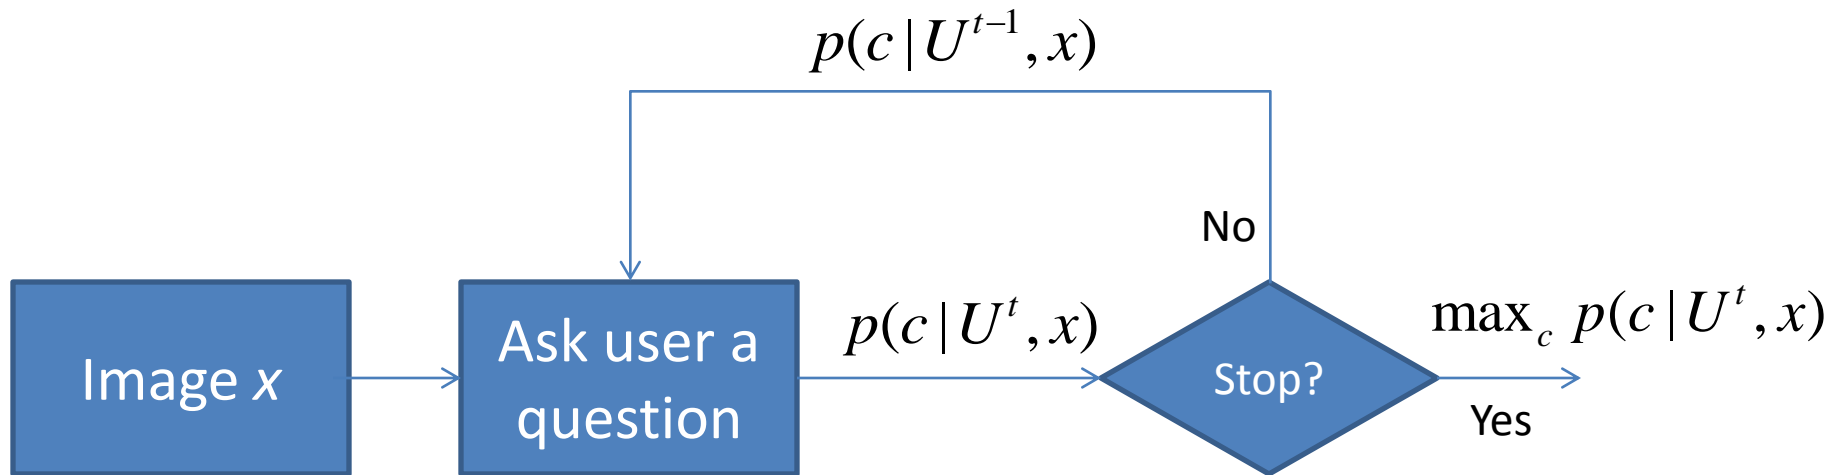 p(c | U^{t−1}, x)
No
Image x
Ask user a
question
p(c | U^t, x)
Stop?
max_c p(c | U^t, x)
Yes